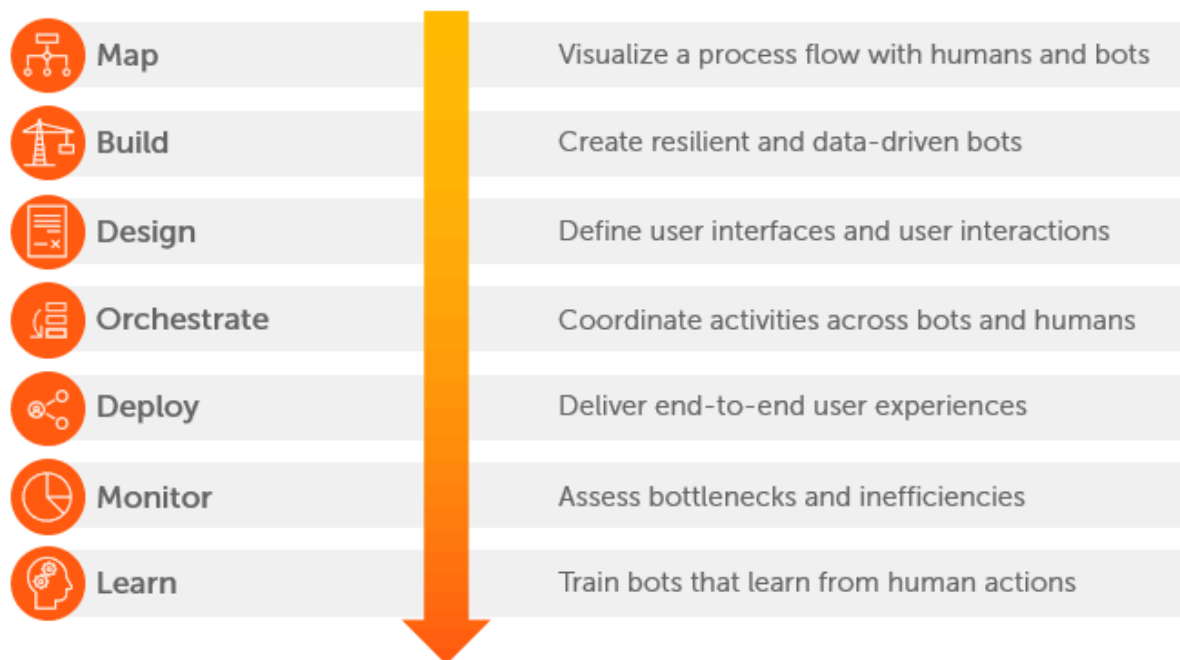 Map
Visualize a process flow with humans and bots
Build
Create resilient and data-driven bots
Design
Define user interfaces and user interactions
Orchestrate
Coordinate activities across bots and humans
Deploy
Deliver end-to-end user experiences
Monitor
Assess bottlenecks and inefficiencies
Learn
Train bots that learn from human actions